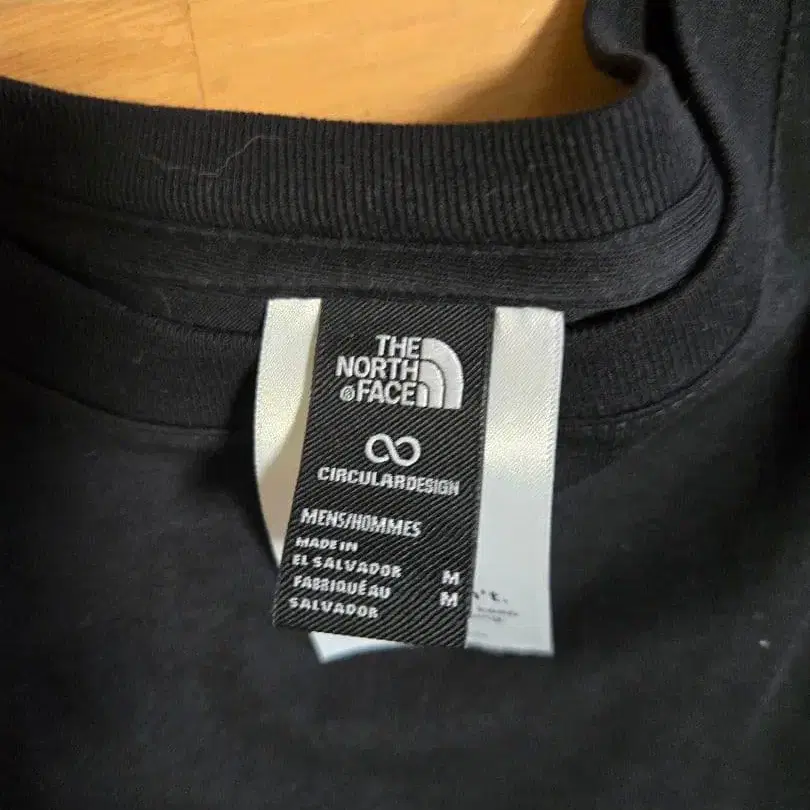 THE
NORTH
® FACE
CIRCULARDESIGN
MENS/HOMMES
MADE IN
EL SALVADOR M
FABRIQUÉ AU M
SALVADOR